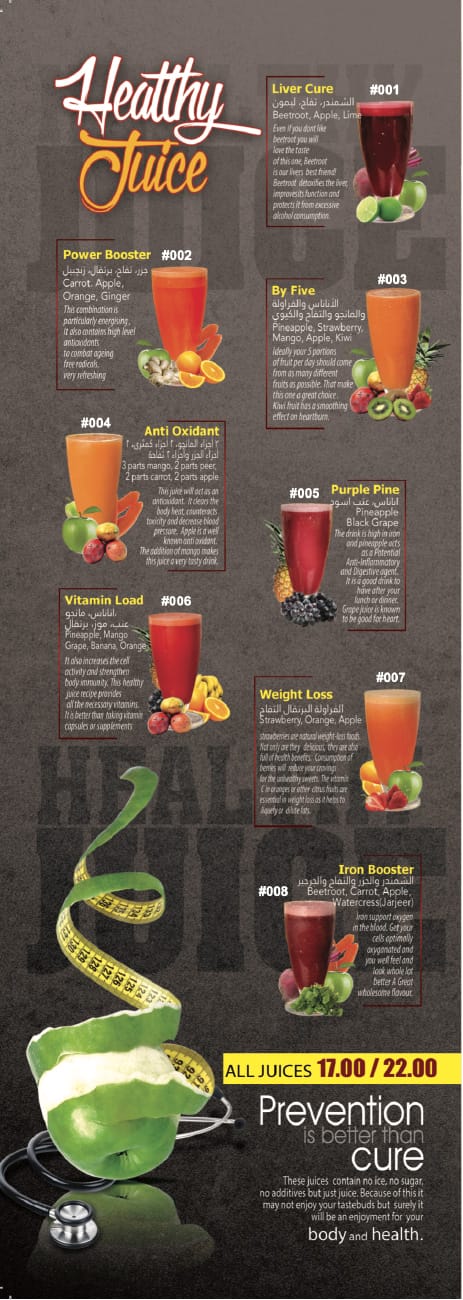 Healthy
Juice
Liver Cure
#001
الشمندر، تفاح، ليمون
Beetroot, Apple, Lime
Even if you dont like
beetroot you will
love the taste
of this one, Beetroot
is our livers best friend!
Beetroot detoxifies the liver,
improvesits function and
protects it from excessive
alcohol consumption.
Power Booster
#002
جزر، تفاح، برتقال، زنجبيل
Carrot. Apple,
Orange, Ginger
This combination is
particularly energising,
it also contains high level
antioxidants
to combat ageing
free radicals,
very refreshing
#003
By Five
الأناناس والفراولة
والمانجو والتفاح والكيوي
Pineapple, Strawberry,
Mango, Apple, Kiwi
Ideally your 5 portions
of fruit per day should come
from as many different
fruits as possible. That make
this one a great choice.
Kiwi fruit has a smoothing
effect on heartburn.
#004
Anti Oxidant
٣ أجزاء المانجو، ٢ أجزاء كمثرى، ٢
أجزاء الجزر وأجزاء ٢ تفاحة
3 parts mango, 2 parts peer,
2 parts carrot, 2 parts apple
This juice will act as an
antioxidant. It clears the
body heat, counteracts
toxicity and decrease blood
pressure. Apple is a well
known anti oxidant.
The addition of mango makes
this juice a very tasty drink.
#005
Purple Pine
اناناس، عنب اسود
Pineapple
Black Grape
The drink is high in iron
and pineapple acts
as a Potential
Anti-Inflammatory
and Digestive agent.
It is a good drink to
have after your
lunch or dinner.
Grape juice is known
to be good for heart.
Vitamin Load
#006
اناناس، مانجو،
عنب، موز، برتقال
Pineapple, Mango
Grape, Banana, Orange
It also increases the cell
activity and strengthen
body immunity. This healthy
juice recipe provides
all the necessary vitamins.
It is better than taking vitamin
capsules or supplements
#007
Weight Loss
الفراولة البرتقال التفاح
Strawberry, Orange, Apple
strawberries are natural weight-loss foods.
Not only are they delicious, they are also
full of health benefits. Consumption of
berries will reduce your cravings
for the unhealthy sweets. The vitamin
C in oranges or other citrus fruits are
essential in weight loss as it helps to
liquefy or dilute fats.
Iron Booster
#008
الشمندر والجزر والتفاح والجرجير
Beetroot, Carrot, Apple,
Watercress(Jarjeer)
Iron support oxygen
in the blood. Get your
cells optimally
oxyganated and
you well feel and
look whole lot
better A Great
wholesome flavour.
ALL JUICES 17.00 / 22.00
Prevention
is better than
cure
These juices contain no ice, no sugar,
no additives but just juice. Because of this it
may not enjoy your tastebuds but surely it
will be an enjoyment for your
body and health.
HEALTHY
JUICE